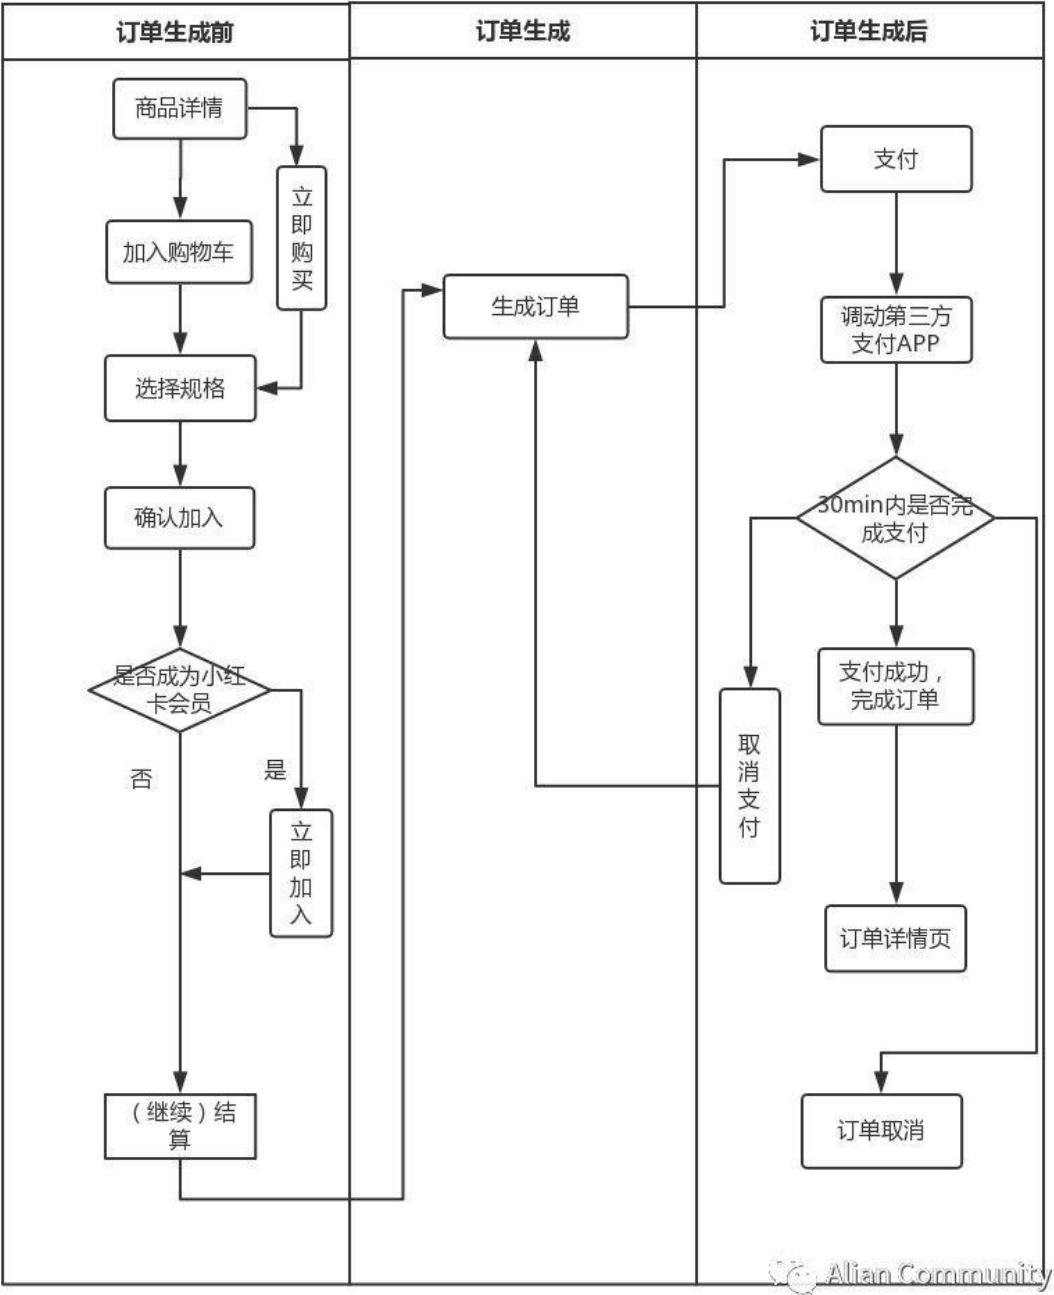 订单生成前
订单生成
订单生成后
商品详情
立
即
购
买
加入购物车
选择规格
确认加入
是否成为小红
卡会员
否
是
立
即
加
入
（继续）结
算
生成订单
支付
调动第三方
支付APP
30min内是否完
成支付
支付成功，
完成订单
取
消
支
付
订单详情页
订单取消
Alian Community